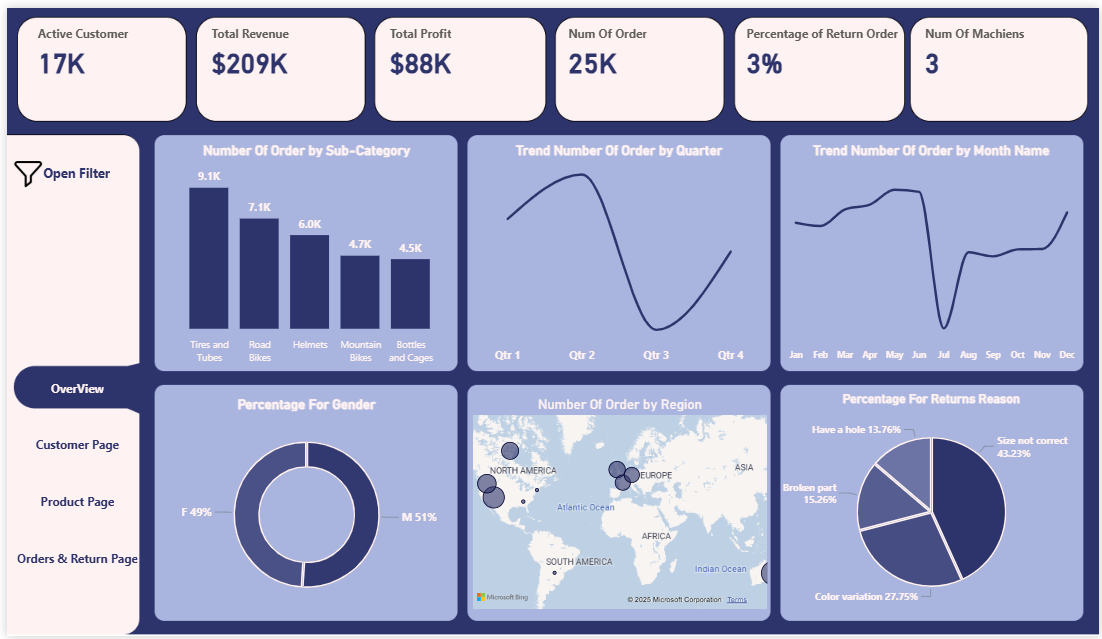 Active Customer
17K
Total Revenue
$209K
Total Profit
$88K
Num Of Order
25K
Percentage of Return Order
3%
Num Of Machiens
3
Open Filter
OverView
Customer Page
Product Page
Orders & Return Page
Number Of Order by Sub-Category
9.1K
7.1K
6.0K
4.7K
4.5K
Tires and
Tubes
Road
Bikes
Helmets
Mountain
Bikes
Bottles
and Cages
Trend Number Of Order by Quarter
Qtr 1 Qtr 2 Qtr 3 Qtr 4
Trend Number Of Order by Month Name
Jan Feb Mar Apr May Jun Jul Aug Sep Oct Nov Dec
Percentage For Gender
F 49%
M 51%
Number Of Order by Region
NORTH AMERICA
EUROPE
ASIA
Atlantic Ocean
AFRICA
SOUTH AMERICA
Indian Ocean
Microsoft Bing
© 2025 Microsoft Corporation Terms
Percentage For Returns Reason
Have a hole 13.76%
Size not correct
43.23%
Broken part
15.26%
Color variation 27.75%